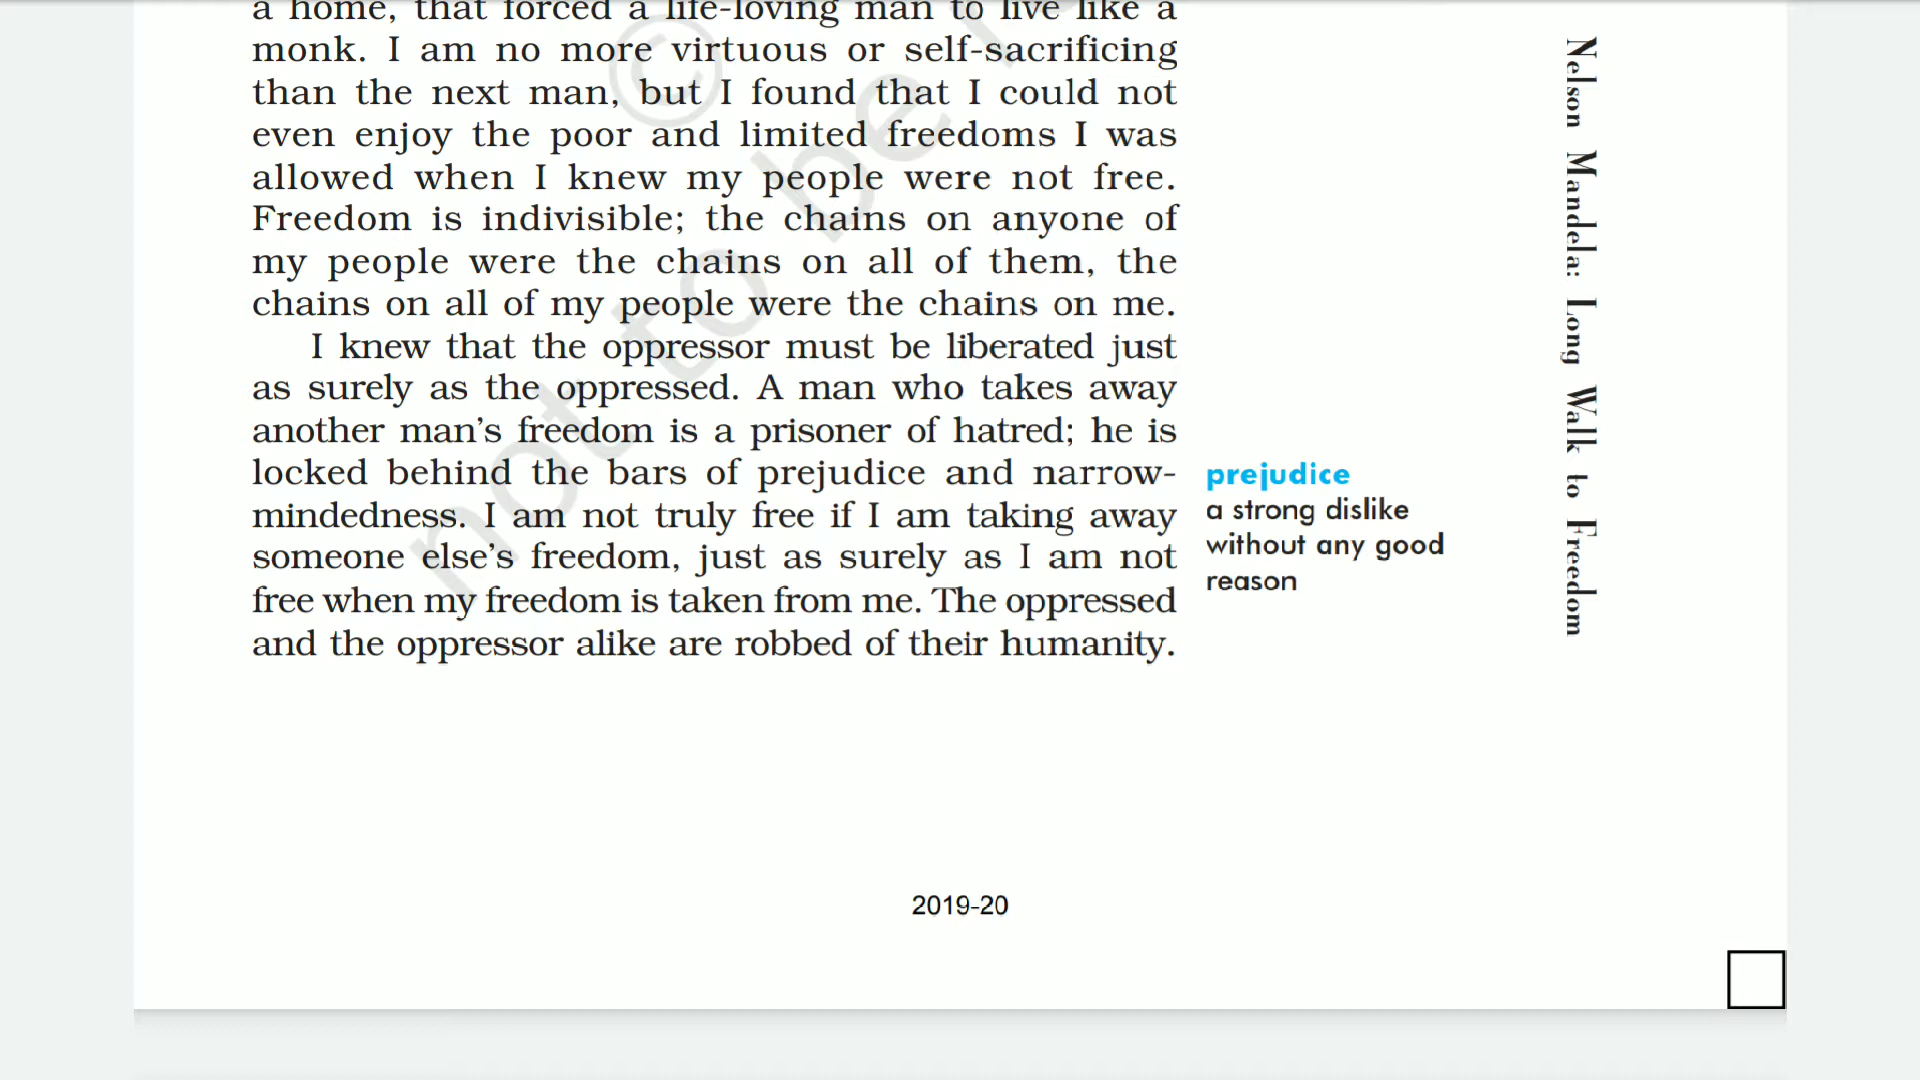 a home, that forced a life-loving man to live like a
monk. I am no more virtuous or self-sacrificing
than the next man, but I found that I could not
even enjoy the poor and limited freedoms I was
allowed when I knew my people were not free.
Freedom is indivisible; the chains on anyone of
my people were the chains on all of them, the
chains on all of my people were the chains on me.
I knew that the oppressor must be liberated just
as surely as the oppressed. A man who takes away
another man’s freedom is a prisoner of hatred; he is
locked behind the bars of prejudice and narrow-
mindedness. I am not truly free if I am taking away
someone else’s freedom, just as surely as I am not
free when my freedom is taken from me. The oppressed
and the oppressor alike are robbed of their humanity.
prejudice
a strong dislike
without any good
reason
Nelson Mandela: Long Walk to Freedom
©
not to be
2019-20